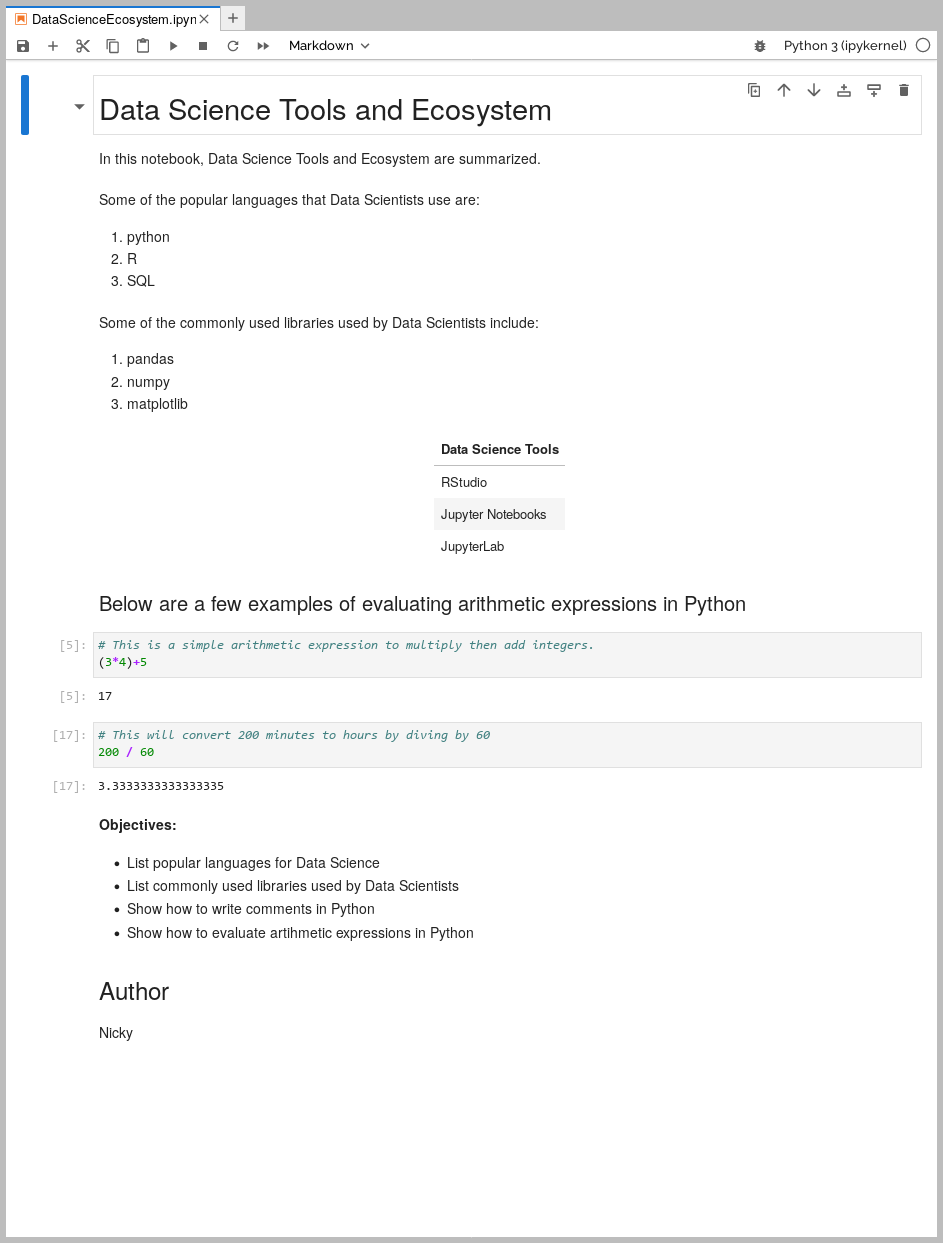 DataScienceEcosystem.ipyn
Markdown
Python 3 (ipykernel)
Data Science Tools and Ecosystem
In this notebook, Data Science Tools and Ecosystem are summarized.
Some of the popular languages that Data Scientists use are:
1. python
2. R
3. SQL
Some of the commonly used libraries used by Data Scientists include:
1. pandas
2. numpy
3. matplotlib
Data Science Tools
RStudio
Jupyter Notebooks
JupyterLab
Below are a few examples of evaluating arithmetic expressions in Python
[5]: # This is a simple arithmetic expression to multiply then add integers.
(3*4)+5
[5]: 17
[17]: # This will convert 200 minutes to hours by diving by 60
200 / 60
[17]: 3.3333333333333335
Objectives:
• List popular languages for Data Science
• List commonly used libraries used by Data Scientists
• Show how to write comments in Python
• Show how to evaluate artihmetic expressions in Python
Author
Nicky